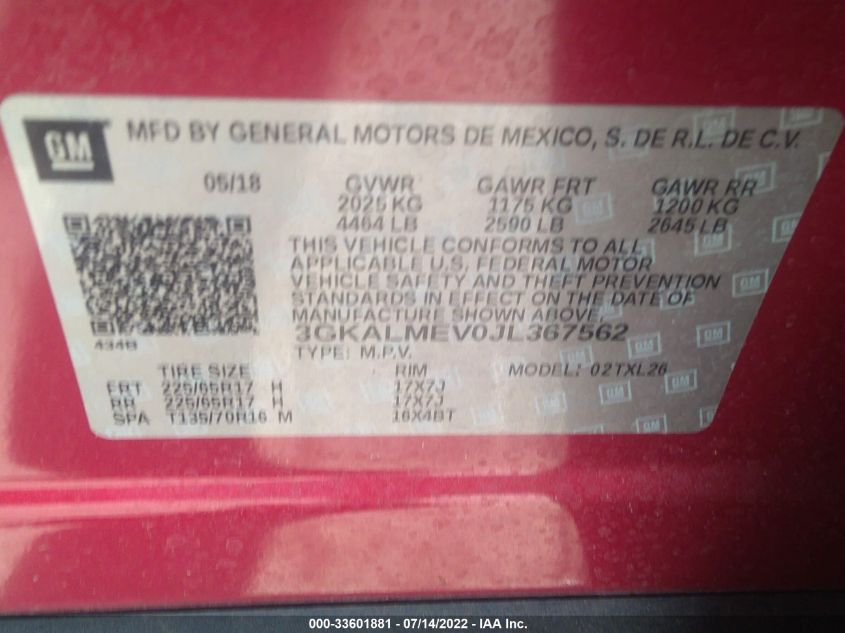 GM MFD BY GENERAL MOTORS DE MEXICO, S. DE R.L. DE C.V.
05/18 GVWR GAWR FRT GAWR RR
2025 KG 1175 KG 1200 KG
4464 LB 2590 LB 2645 LB
THIS VEHICLE CONFORMS TO ALL
APPLICABLE U.S. FEDERAL MOTOR
VEHICLE SAFETY AND THEFT PREVENTION
STANDARDS IN EFFECT ON THE DATE OF
MANUFACTURE SHOWN ABOVE.
3GKALMEV0JL367562
434B
TYPE: M.P.V.
TIRE SIZE RIM MODEL: 02TXL26
FRT 225/65R17 H 17X7J
RR 225/65R17 H 17X7J
SPA T135/70R16 M 16X4BT
000-33601881 - 07/14/2022 - IAA Inc.